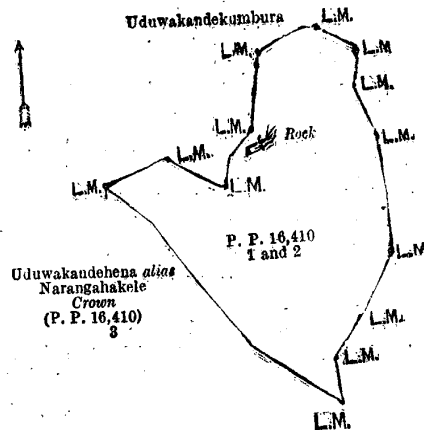 Uduwakandekumbura
L.M.
L.M.
L.M
L.M.
L.M.
Rock
L.M.
L.M.
L.M.
L.M.
P. P. 16,410
1 and 2
L.M
Uduwakandehena alias
Narangahakele
Crown
(P. P. 16,410)
3
L.M.
L.M.
L.M.